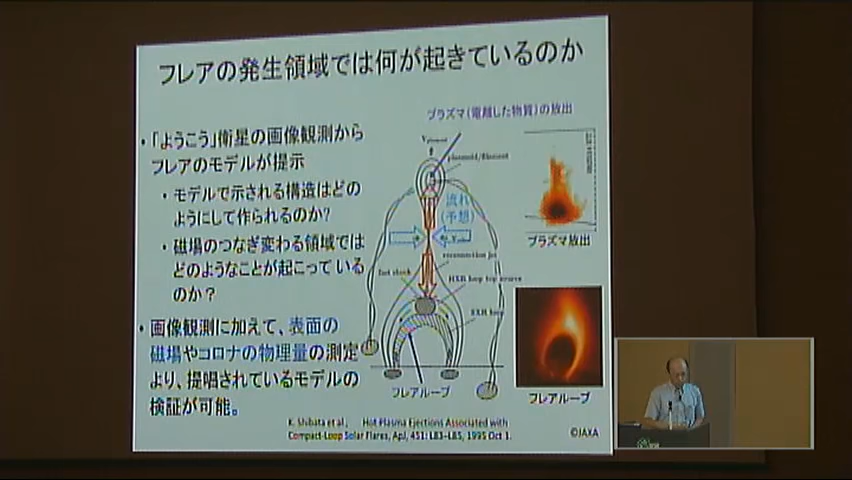 フレアの発生領域では何が起きているのか
プラズマ(電離した物質)の放出
・「ようこう」衛星の画像観測から
フレアのモデルが提示
・モデルで示される構造はどの
ようにして作られるのか?
・磁場のつなぎ変わる領域では
どのようなことが起こっている
のか?
・画像観測に加えて、表面の
磁場やコロナの物理量の測定
より、提唱されているモデルの
検証が可能。
plasmoid/filament
流れ
(予想)
reconnection jet
fast shock
HXR loop top source
SXR loop
フレアループ
プラズマ放出
フレアループ
K. Shibata et al., Hot Plasma Ejections Associated with
Compact-Loop Solar Flares, ApJ, 451: L83–L85, 1995 Oct 1.
©JAXA